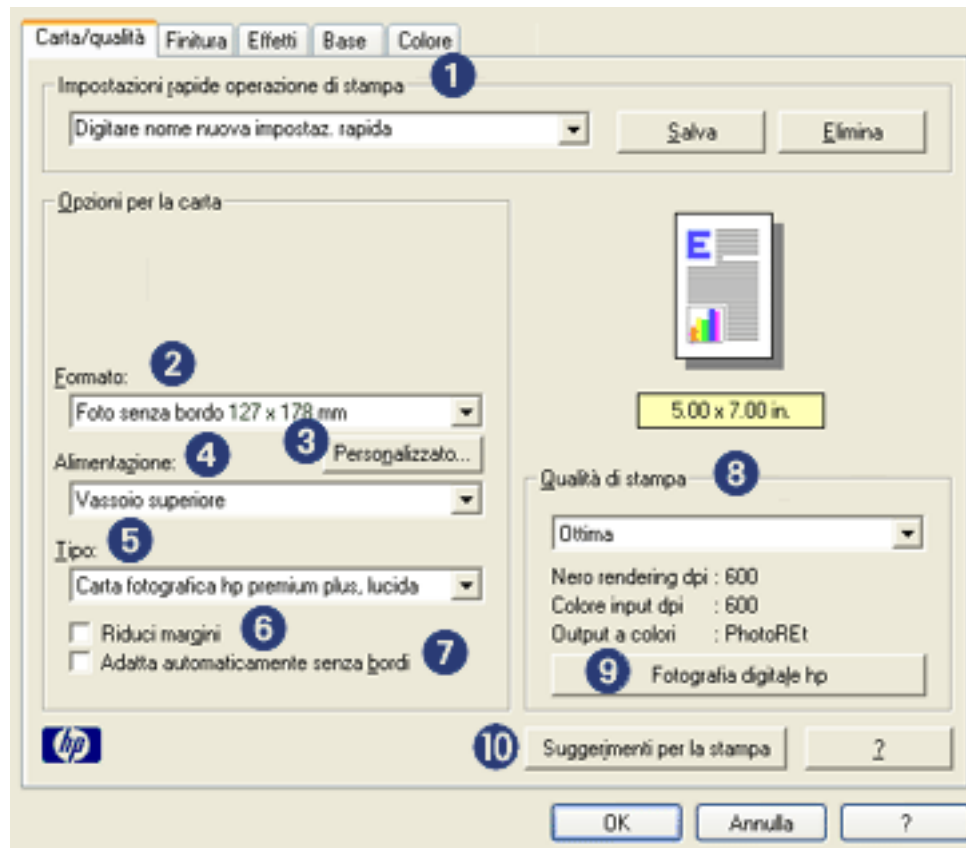 Carta/qualità Finitura Effetti Base Colore
Impostazioni rapide operazione di stampa 1
Digitare nome nuova impostaz. rapida Salva Elimina
Opzioni per la carta
E
Formato: 2
Foto senza bordo 127 x 178 mm 5.00 x 7.00 in.
3 Personalizzato...
Alimentazione: 4
Vassoio superiore
Tipo: 5
Carta fotografica hp premium plus, lucida
Riduci margini 6
Adatta automaticamente senza bordi 7
Qualità di stampa 8
Ottima
Nero rendering dpi : 600
Colore input dpi : 600
Output a colori : PhotoREt
9 Fotografia digitale hp
hp 10 Suggerimenti per la stampa ?
OK Annulla ?